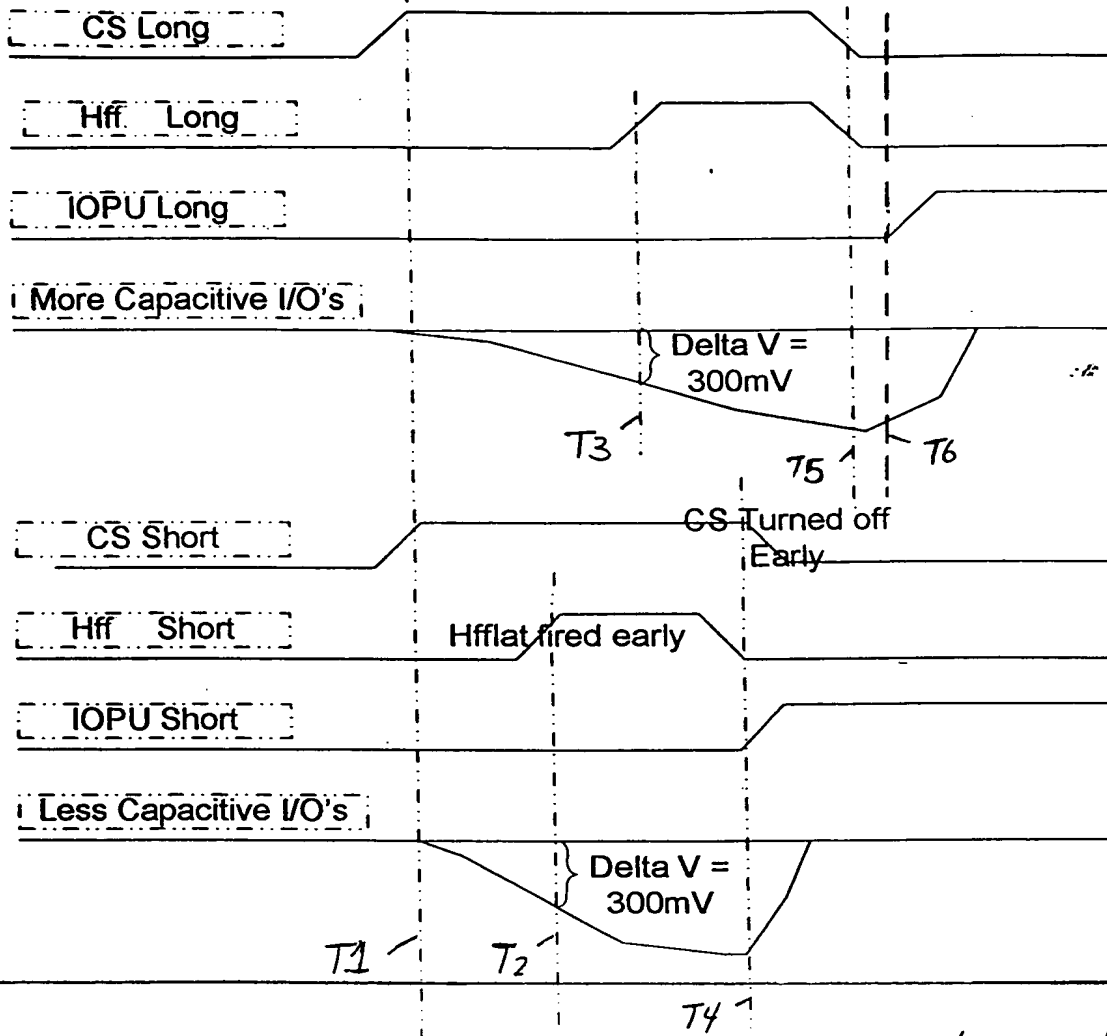 CS Long
Hff Long
IOPU Long
More Capacitive I/O's
Delta V =
300mV
T3
T5
T6
CS Short
CS Turned off
Early
Hff Short
Hfflat fired early
IOPU Short
Less Capacitive I/O's
Delta V =
300mV
T1
T2
T4